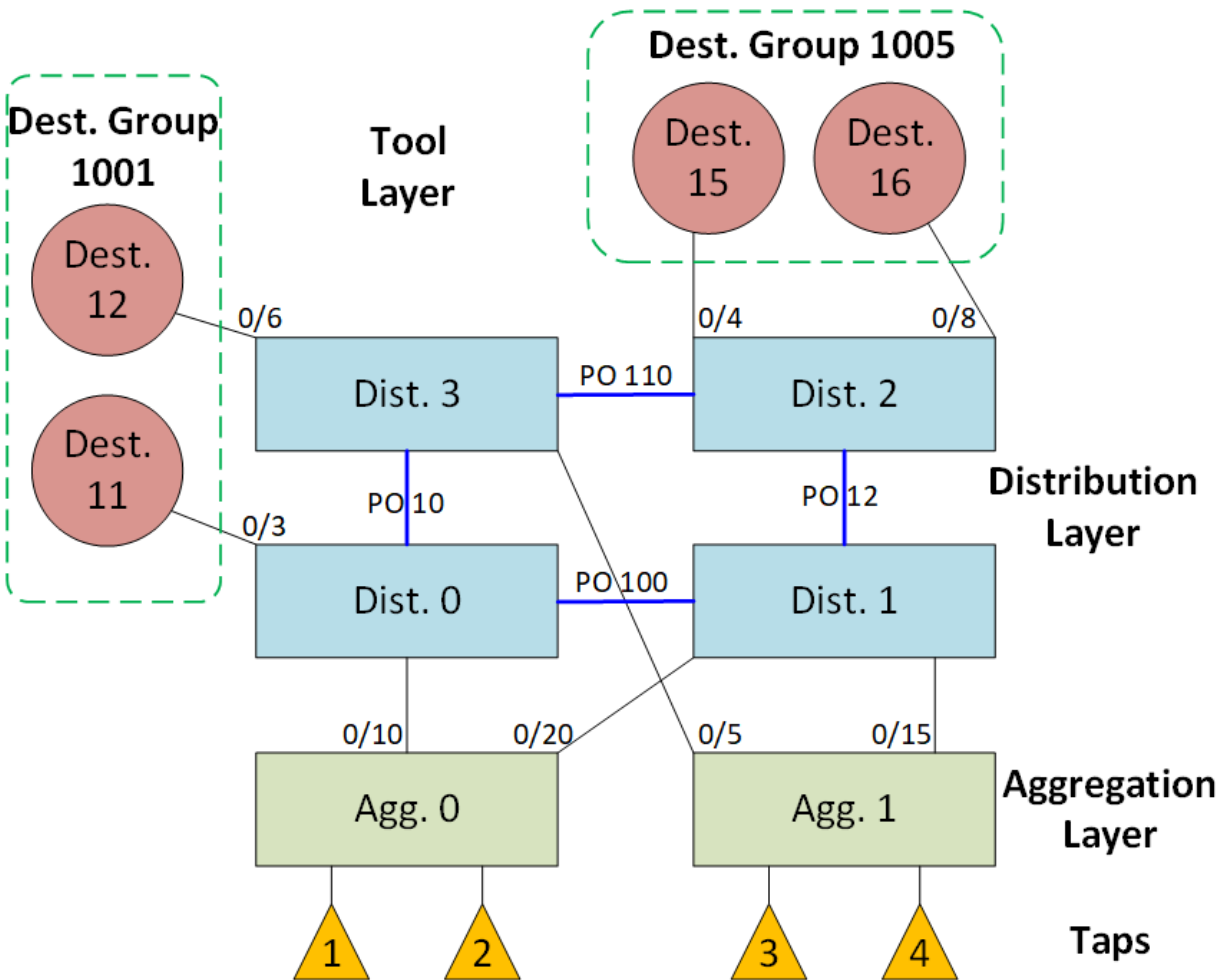 Dest. Group 1005
Dest. Group
1001
Tool
Layer
Dest.
15
Dest.
16
Dest.
12
0/6
0/4
0/8
Dist. 3
PO 110
Dist. 2
Dest.
11
0/3
PO 10
PO 12
Distribution
Layer
Dist. 0
PO 100
Dist. 1
0/10
0/20
0/5
0/15
Agg. 0
Agg. 1
Aggregation
Layer
1
2
3
4
Taps